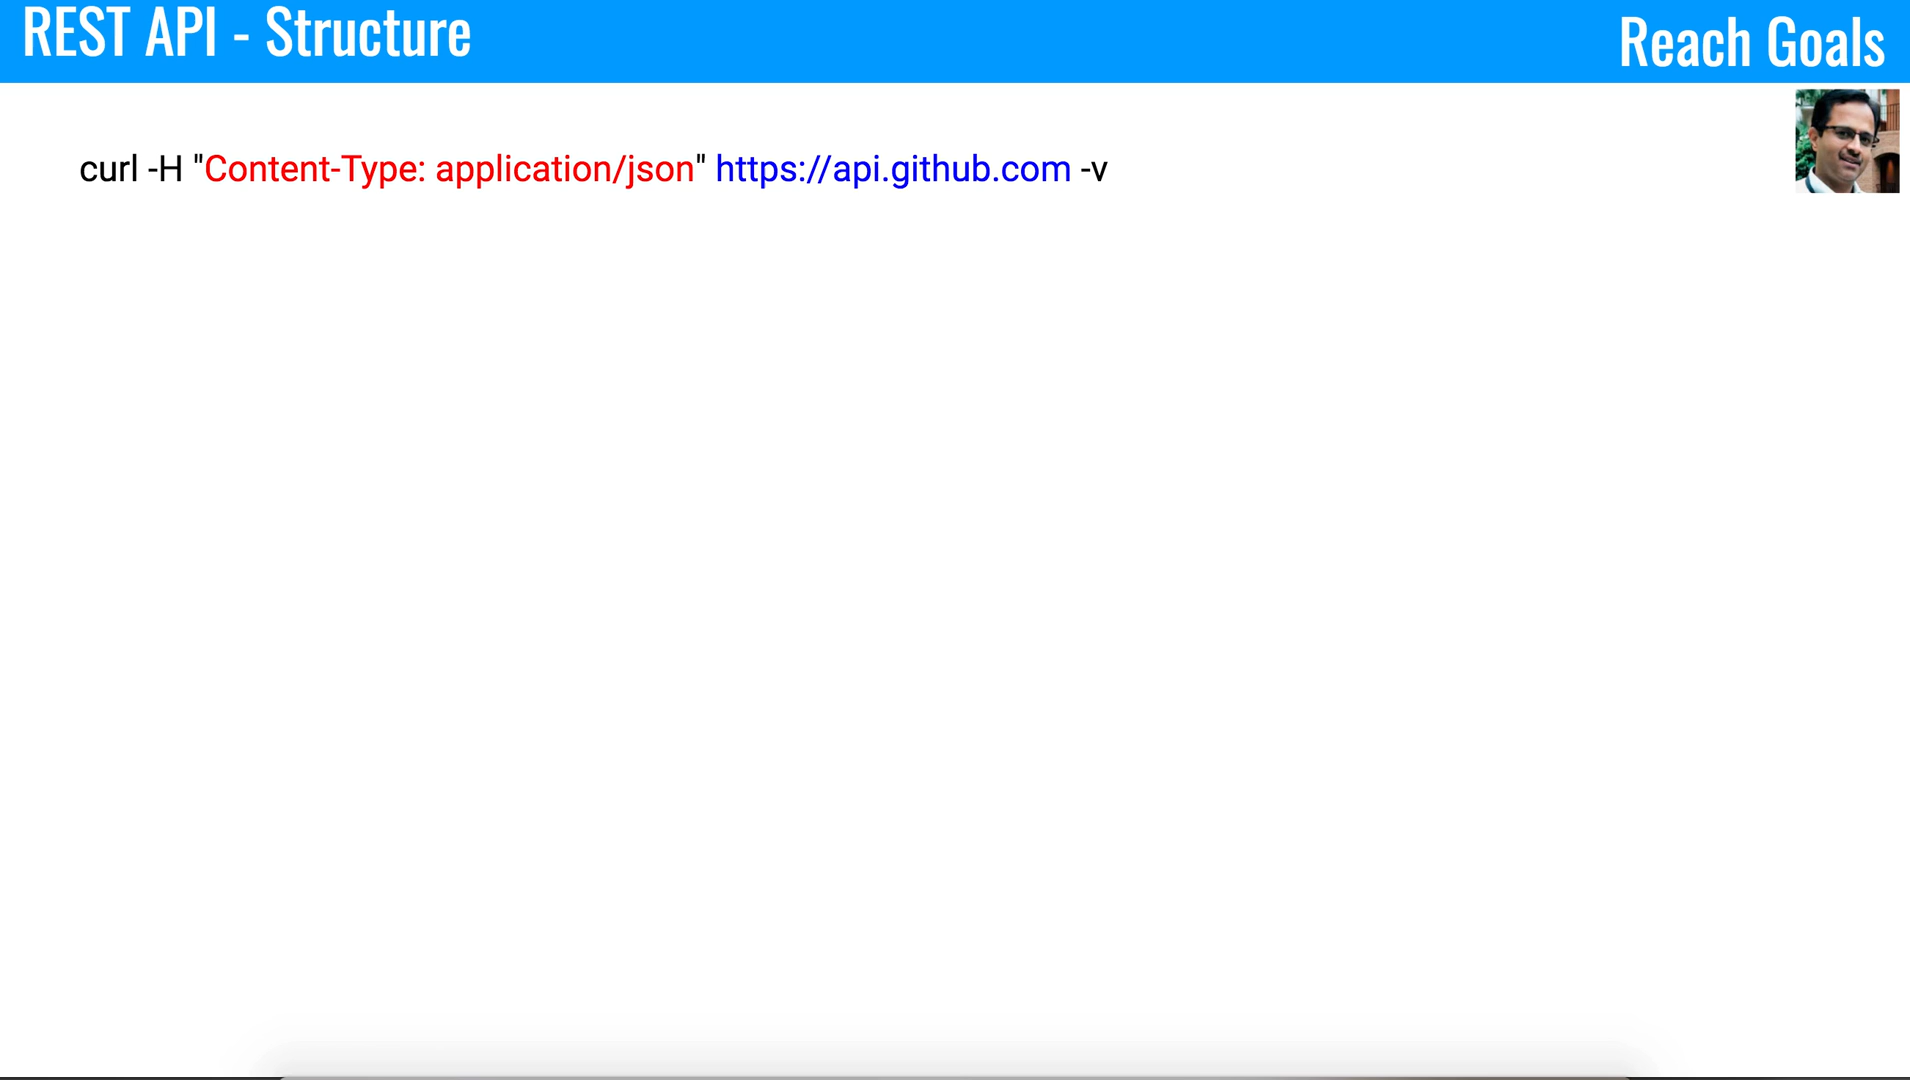 REST API - Structure
Reach Goals
curl -H "Content-Type: application/json" https://api.github.com -v